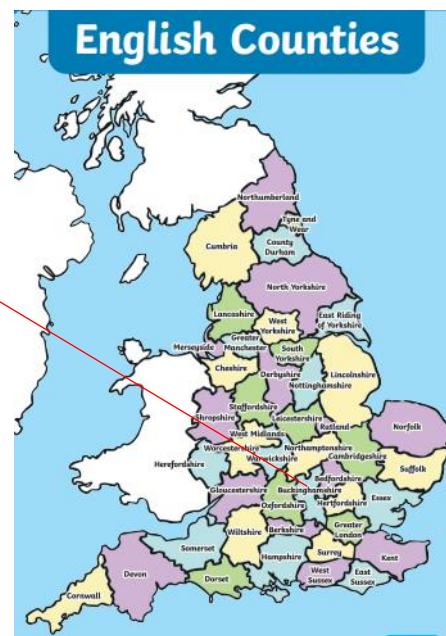 English Counties
Northumberland
Tyne and
Wear
Cumbria
County
Durham
North Yorkshire
Lancashire
West
Yorkshire
East Riding
of Yorkshire
Merseyside
Greater
Manchester
South
Yorkshire
Cheshire
Derbyshire
Nottinghamshire
Lincolnshire
Staffordshire
Shropshire
Leicestershire
Rutland
Norfolk
West Midlands
Worcestershire
Warwickshire
Northamptonshire
Cambridgeshire
Suffolk
Herefordshire
Gloucestershire
Buckinghamshire
Bedfordshire
Oxfordshire
Hertfordshire
Essex
Greater
London
Wiltshire
Berkshire
Surrey
Kent
Somerset
Hampshire
West
Sussex
East
Sussex
Devon
Dorset
Cornwall